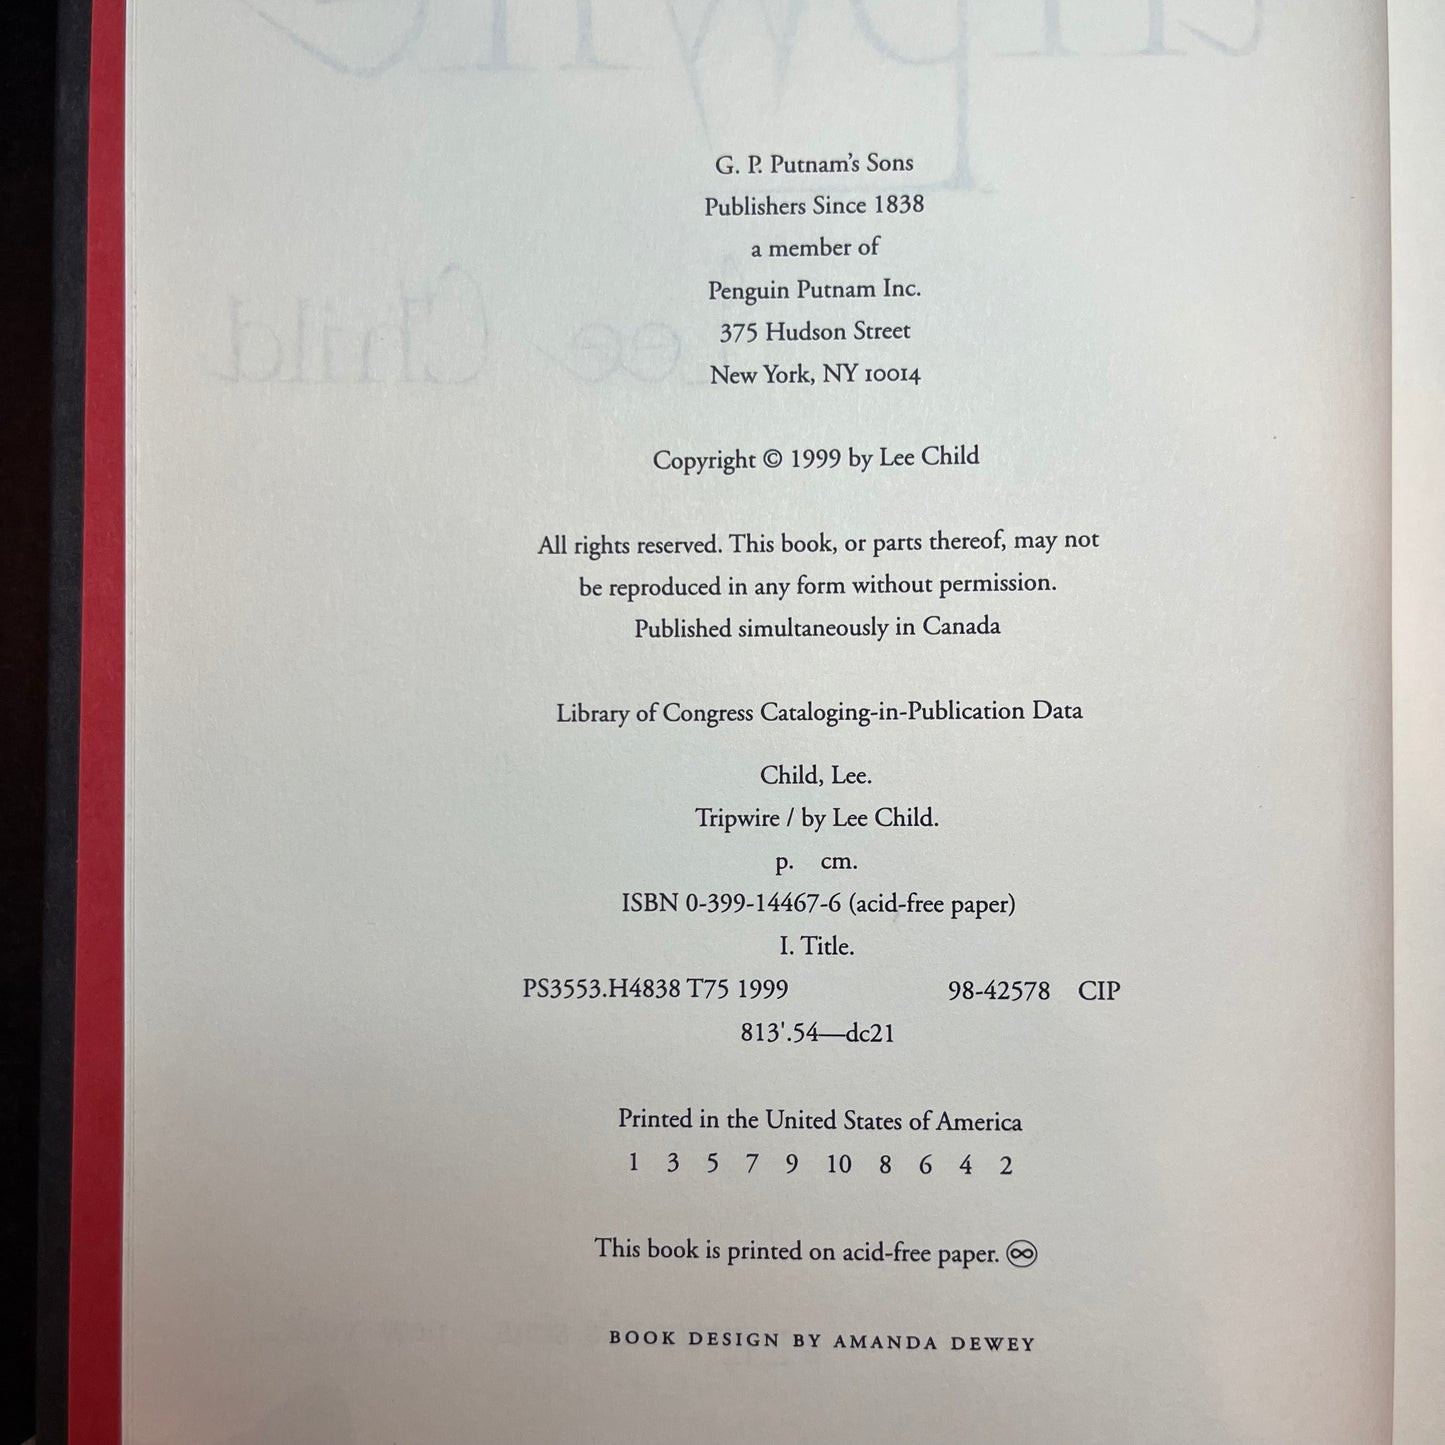 G. P. Putnam's Sons
Publishers Since 1838
a member of
Penguin Putnam Inc.
375 Hudson Street
New York, NY 10014
Lee Child
Copyright © 1999 by Lee Child
All rights reserved. This book, or parts thereof, may not
be reproduced in any form without permission.
Published simultaneously in Canada
Library of Congress Cataloging-in-Publication Data
Child, Lee.
Tripwire / by Lee Child.
p. cm.
ISBN 0-399-14467-6 (acid-free paper)
I. Title.
PS3553.H4838 T75 1999 98-42578 CIP
813'.54—dc21
Printed in the United States of America
1 3 5 7 9 10 8 6 4 2
This book is printed on acid-free paper. ♾
BOOK DESIGN BY AMANDA DEWEY